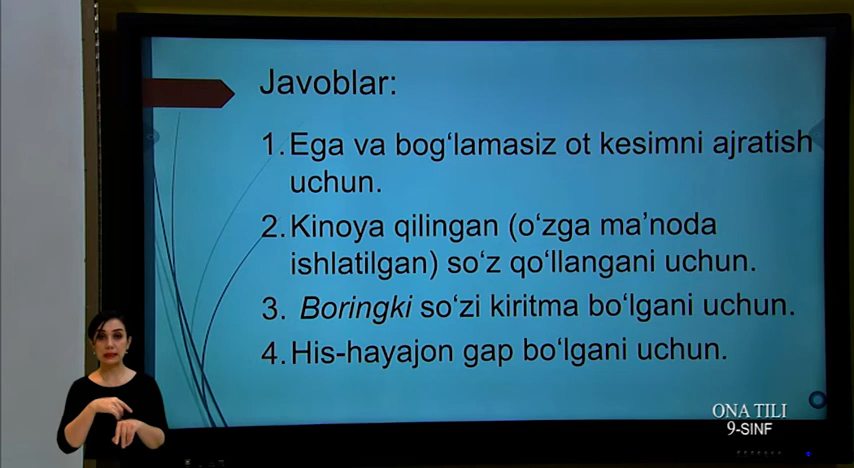 Javoblar:
1. Ega va bog‘lamasiz ot kesimni ajratish
uchun.
2. Kinoya qilingan (o‘zga ma’noda
ishlatilgan) so‘z qo‘llangani uchun.
3. Boringki so‘zi kiritma bo‘lgani uchun.
4. His-hayajon gap bo‘lgani uchun.
ONA TILI
9-SINF